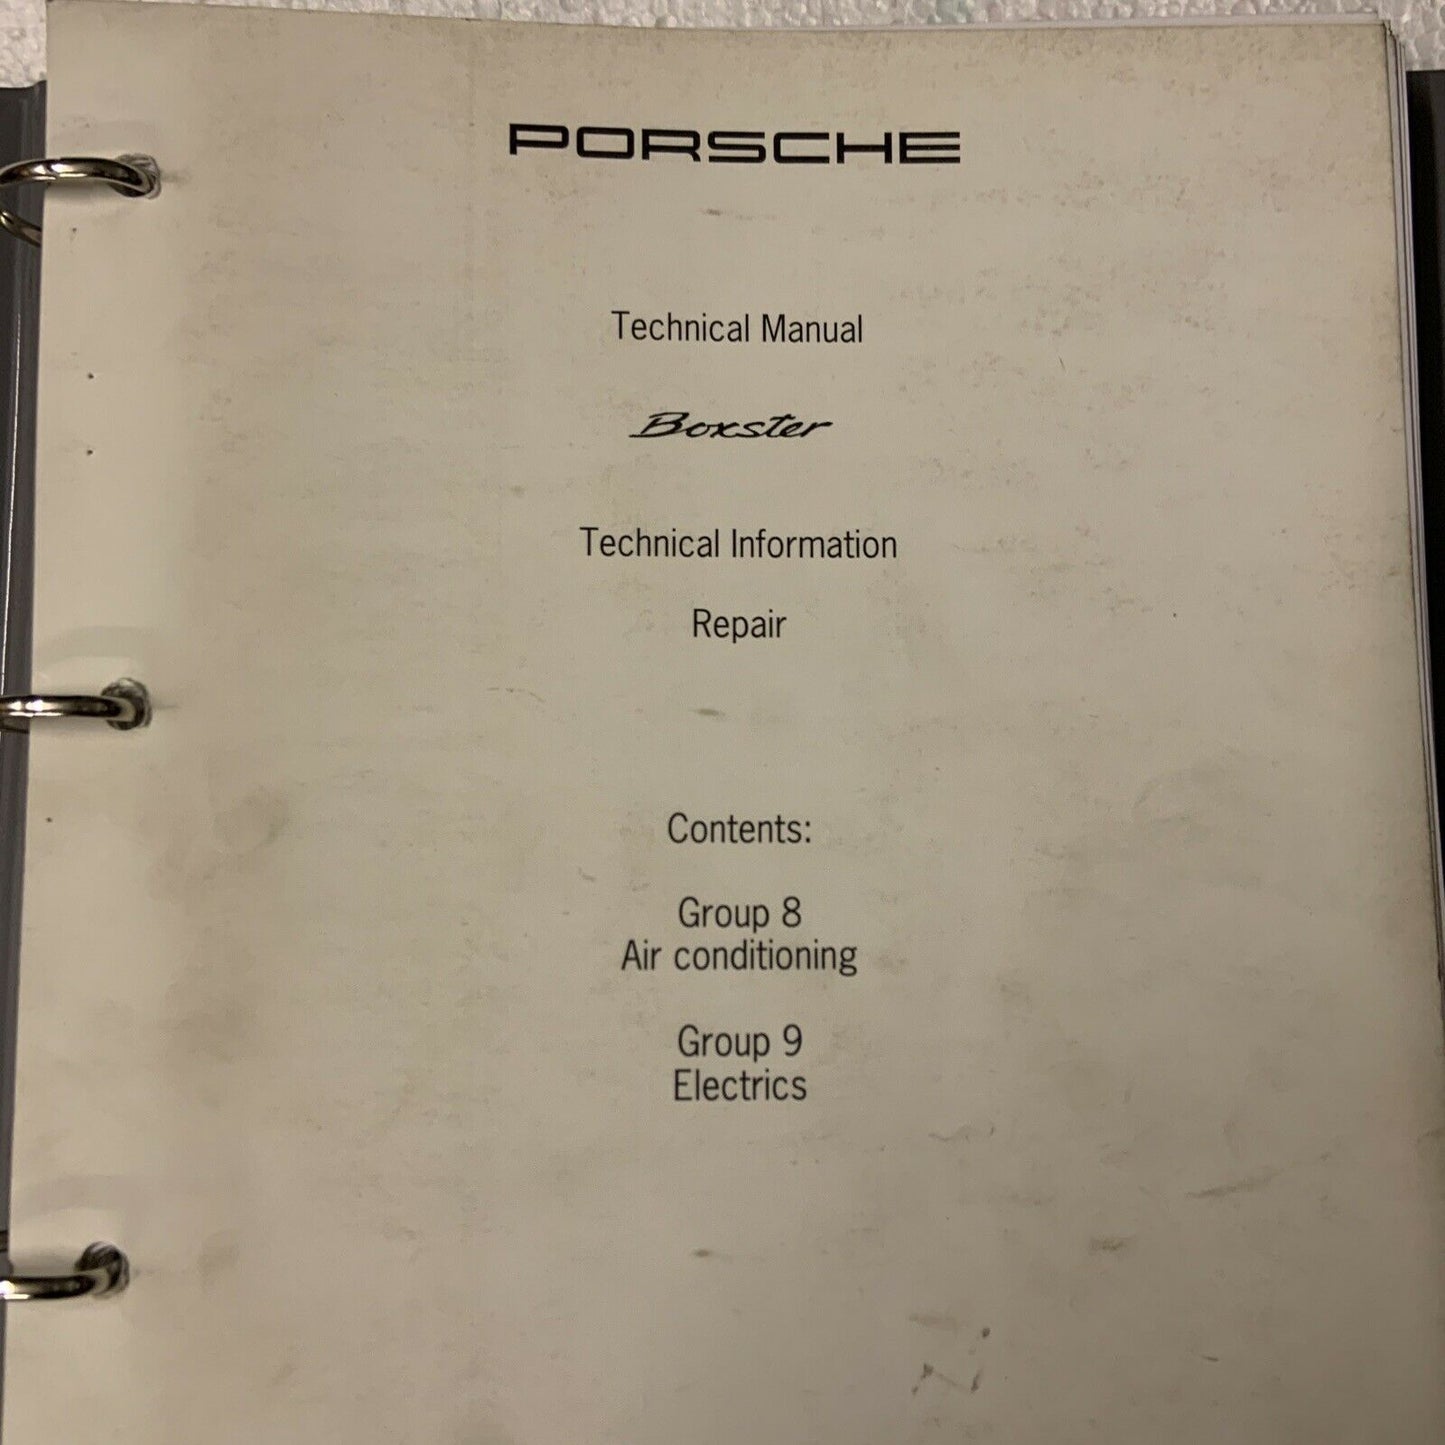 PORSCHE
Technical Manual
Boxster
Technical Information
Repair
Contents:
Group 8
Air conditioning
Group 9
Electrics